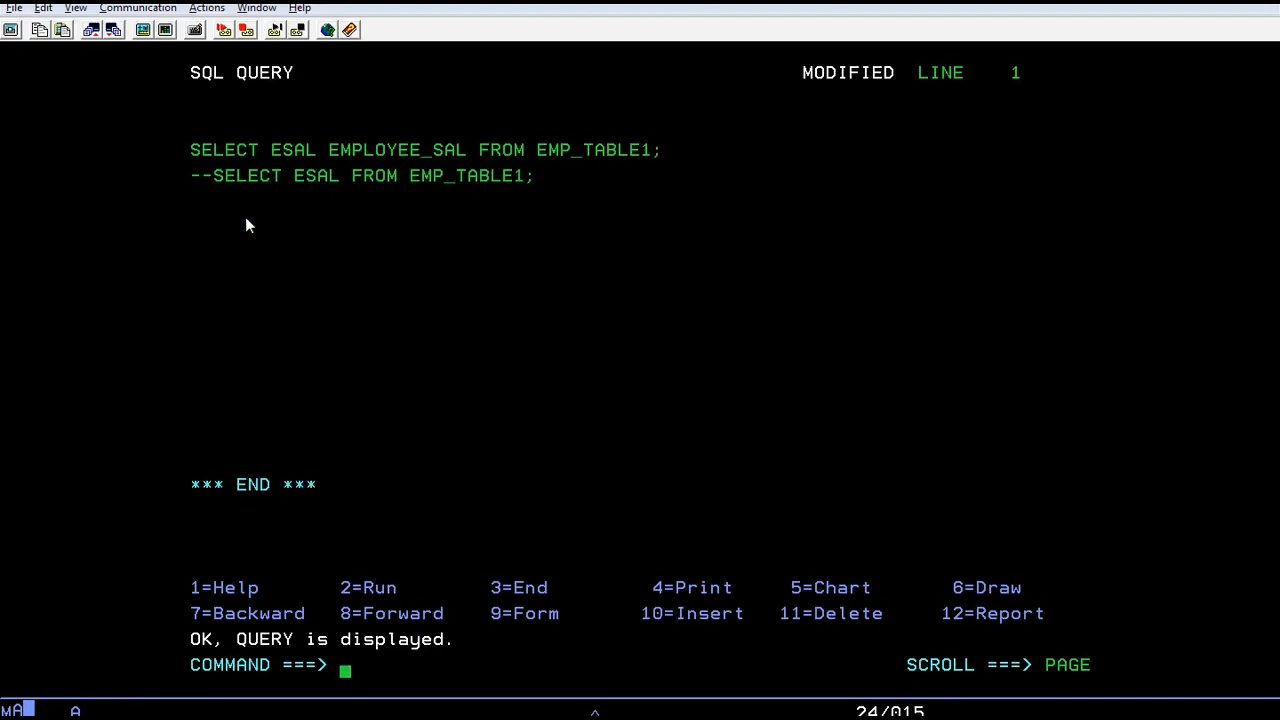 File Edit View Communication Actions Window Help
SQL QUERY MODIFIED LINE 1
SELECT ESAL EMPLOYEE_SAL FROM EMP_TABLE1;
--SELECT ESAL FROM EMP_TABLE1;
*** END ***
1=Help 2=Run 3=End 4=Print 5=Chart 6=Draw
7=Backward 8=Forward 9=Form 10=Insert 11=Delete 12=Report
OK, QUERY is displayed.
COMMAND ===> SCROLL ===> PAGE
MA A ^ 24/015